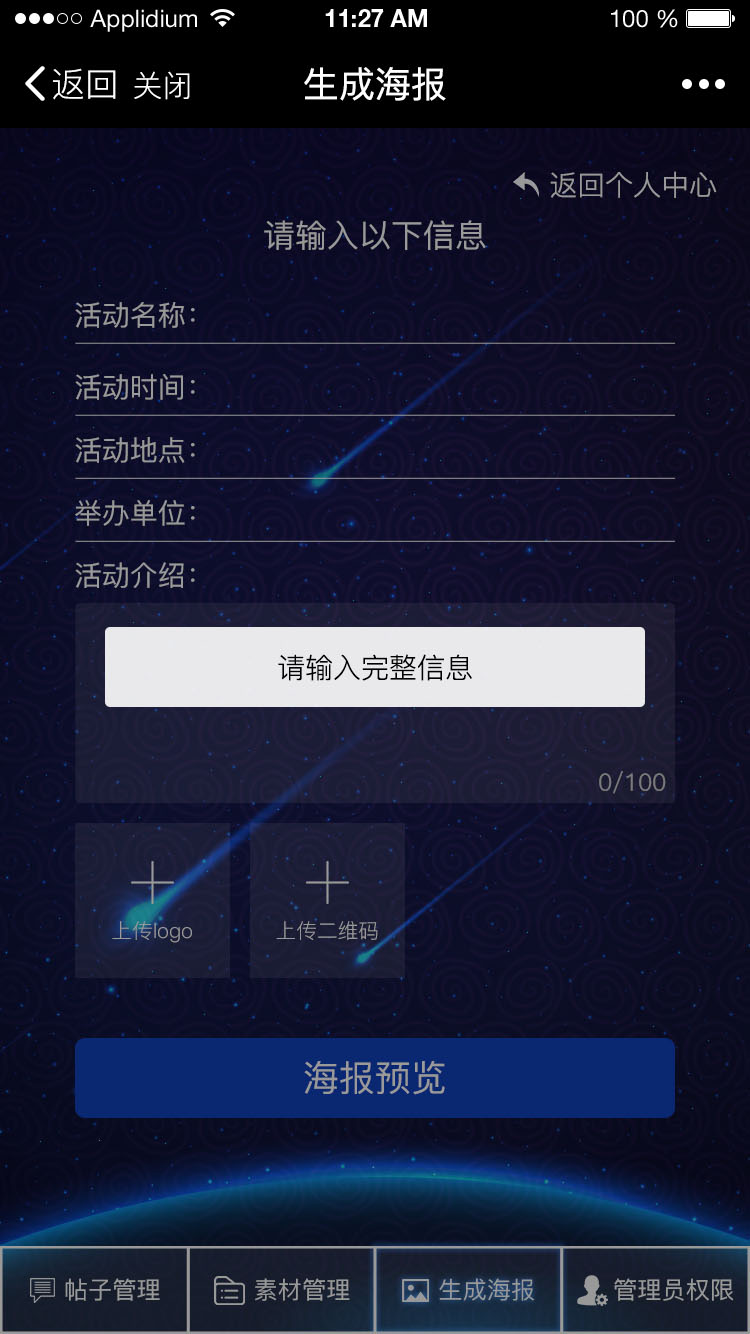 Applidium 11:27 AM 100 %
返回 关闭 生成海报
返回个人中心
请输入以下信息
活动名称：
活动时间：
活动地点：
举办单位：
活动介绍：
请输入完整信息
0/100
上传logo 上传二维码
海报预览
帖子管理 素材管理 生成海报 管理员权限